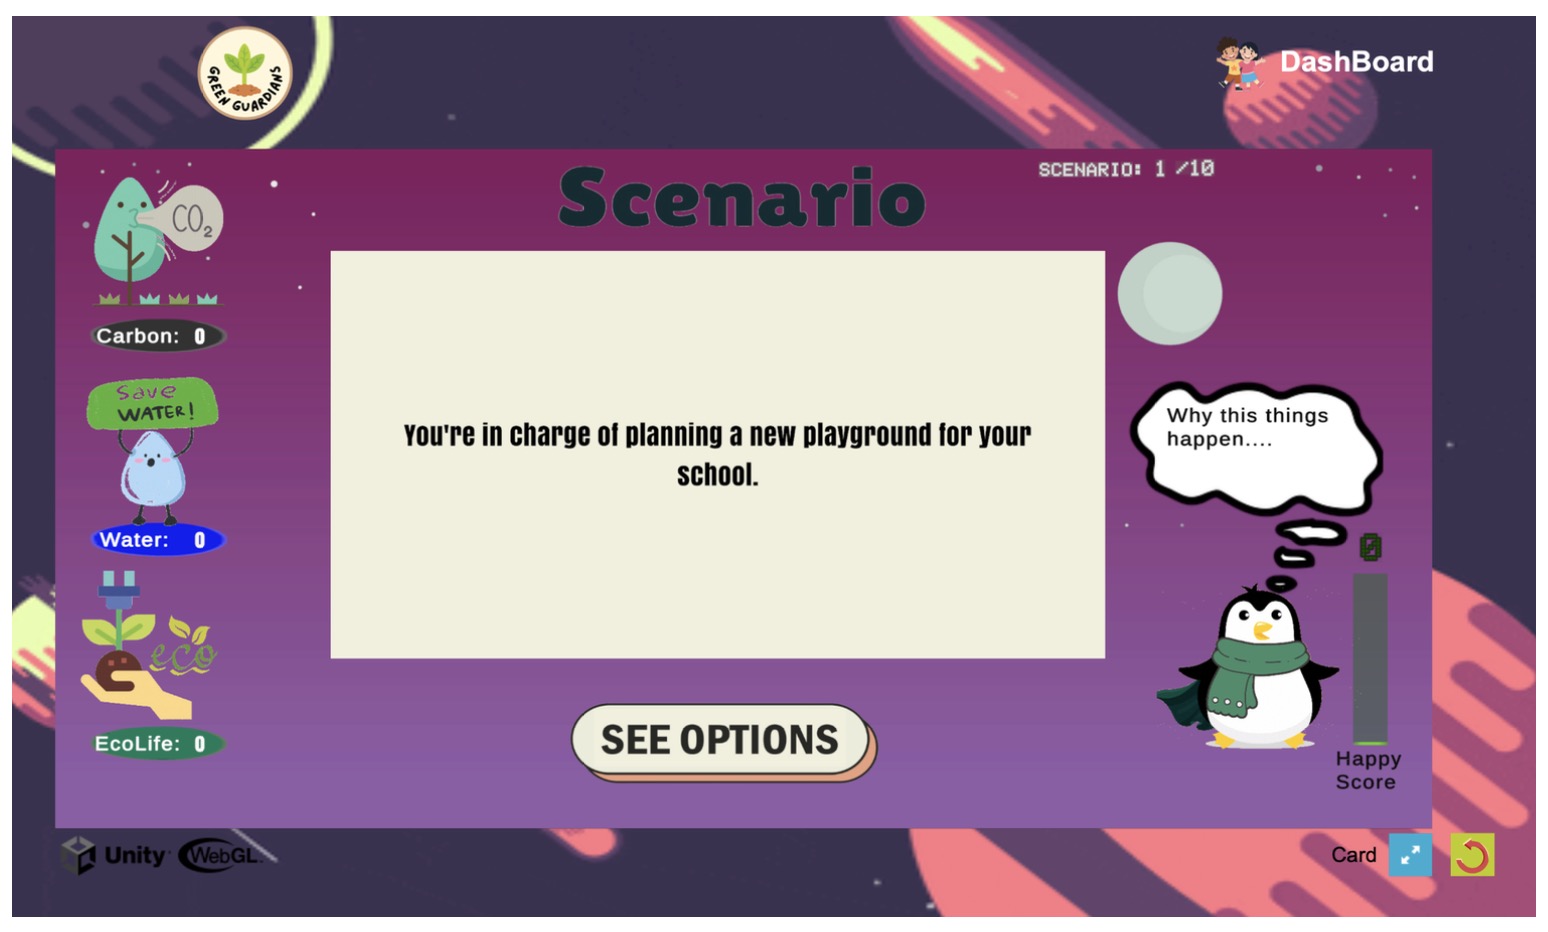 GREEN GUARDIANS
DashBoard
Scenario
SCENARIO: 1 /10
CO2
Carbon: 0
save
WATER!
Water: 0
eco
EcoLife: 0
You're in charge of planning a new playground for your
school.
Why this things
happen....
0
Happy
Score
SEE OPTIONS
Unity WebGL
Card